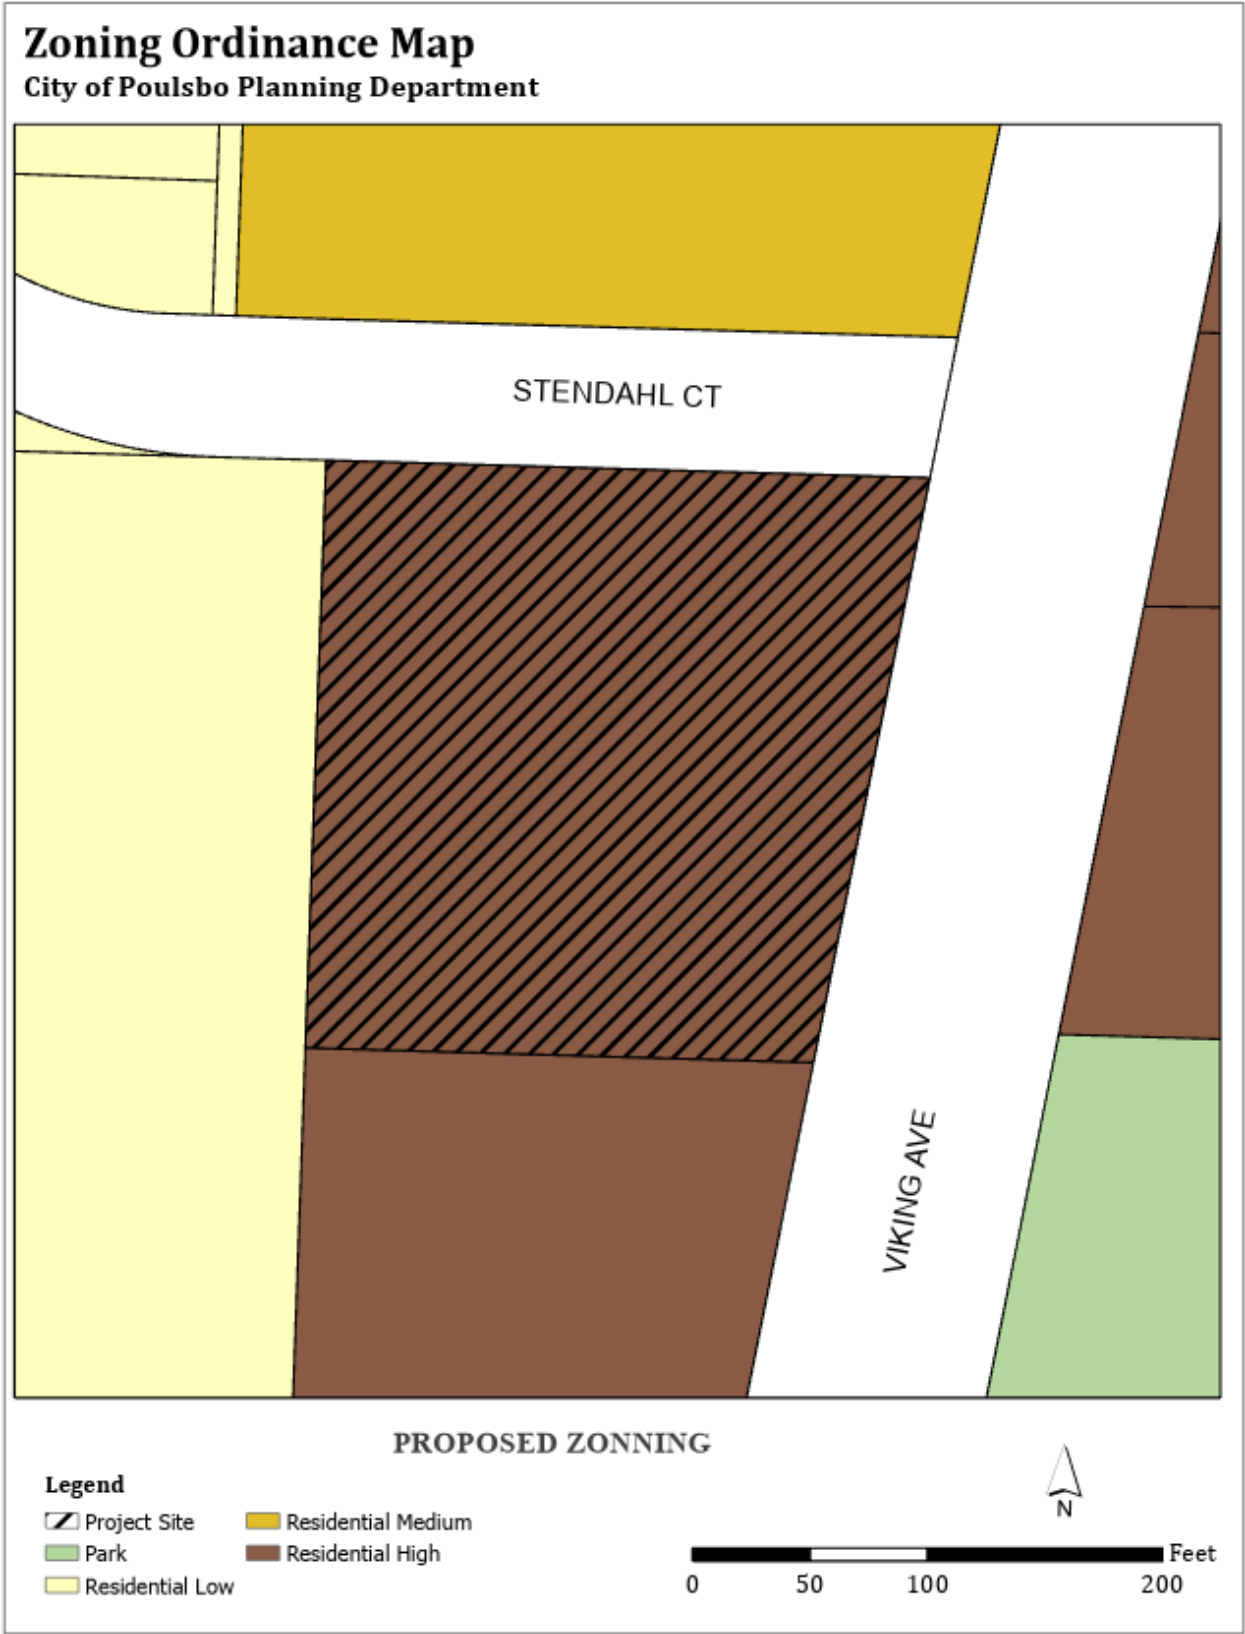 Zoning Ordinance Map
City of Poulsbo Planning Department
STENDAHL CT
VIKING AVE
PROPOSED ZONNING
Legend
Project Site
Park
Residential Low
Residential Medium
Residential High
N
Feet
0 50 100 200